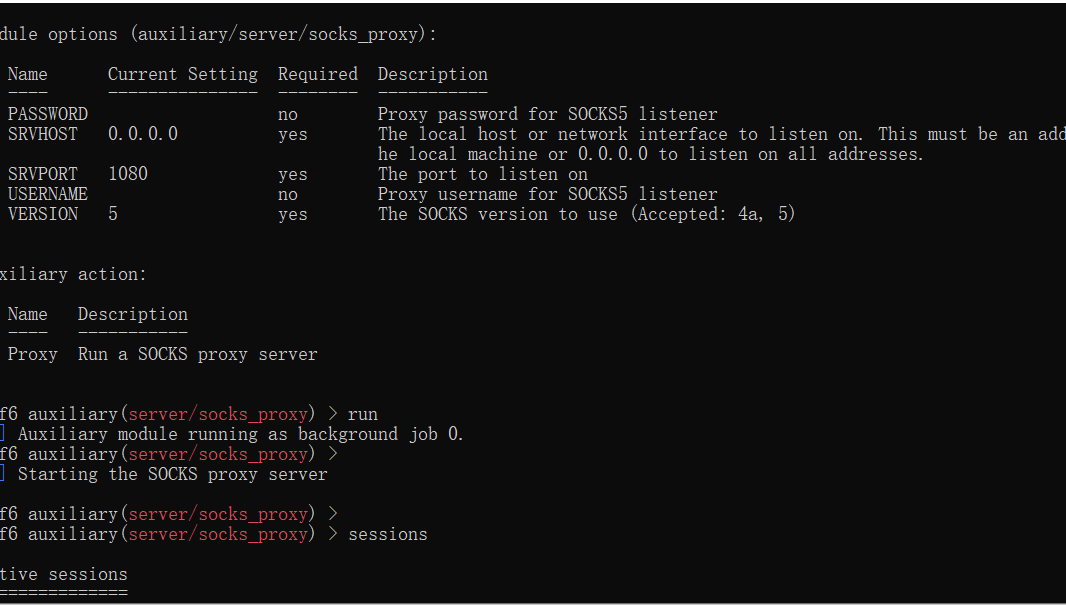 dule options (auxiliary/server/socks_proxy):
Name Current Setting Required Description
---- --------------- -------- -----------
PASSWORD no Proxy password for SOCKS5 listener
SRVHOST 0.0.0.0 yes The local host or network interface to listen on. This must be an add
he local machine or 0.0.0.0 to listen on all addresses.
SRVPORT 1080 yes The port to listen on
USERNAME no Proxy username for SOCKS5 listener
VERSION 5 yes The SOCKS version to use (Accepted: 4a, 5)
xiliary action:
Name Description
---- -----------
Proxy Run a SOCKS proxy server
f6 auxiliary(server/socks_proxy) > run
] Auxiliary module running as background job 0.
f6 auxiliary(server/socks_proxy) >
] Starting the SOCKS proxy server
f6 auxiliary(server/socks_proxy) >
f6 auxiliary(server/socks_proxy) > sessions
tive sessions
=============